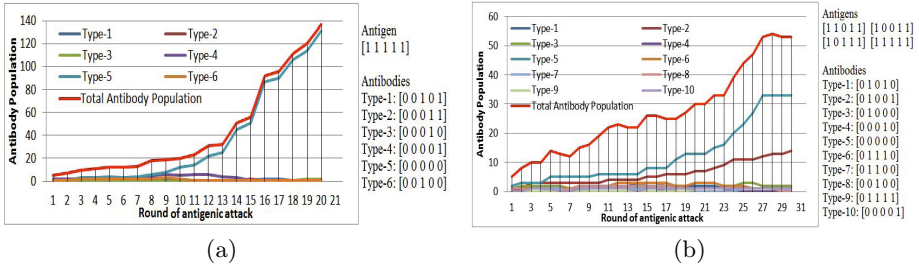 140
120
100
80
60
40
20
0
Antibody Population
Type-1 Type-2
Type-3 Type-4
Type-5 Type-6
Total Antibody Population
1 2 3 4 5 6 7 8 9 10 11 12 13 14 15 16 17 18 19 20 21
Round of antigenic attack
Antigen
[1 1 1 1 1]
Antibodies
Type-1: [0 0 1 0 1]
Type-2: [0 0 0 1 1]
Type-3: [0 0 0 1 0]
Type-4: [0 0 0 0 1]
Type-5: [0 0 0 0 0]
Type-6: [0 0 1 0 0]
(a)
60
50
40
30
20
10
0
Antibody Population
Type-1 Type-2
Type-3 Type-4
Type-5 Type-6
Type-7 Type-8
Type-9 Type-10
Total Antibody Population
1 3 5 7 9 11 13 15 17 19 21 23 25 27 29 31
Round of antigenic attack
Antigens
[1 1 0 1 1] [1 0 0 1 1]
[1 0 1 1 1] [1 1 1 1 1]
Antibodies
Type-1: [0 1 0 1 0]
Type-2: [0 1 0 0 1]
Type-3: [0 1 0 0 0]
Type-4: [0 0 0 1 0]
Type-5: [0 0 0 0 0]
Type-6: [0 1 1 1 0]
Type-7: [0 1 1 0 0]
Type-8: [0 0 1 0 0]
Type-9: [0 1 1 1 1]
Type-10: [0 0 0 0 1]
(b)